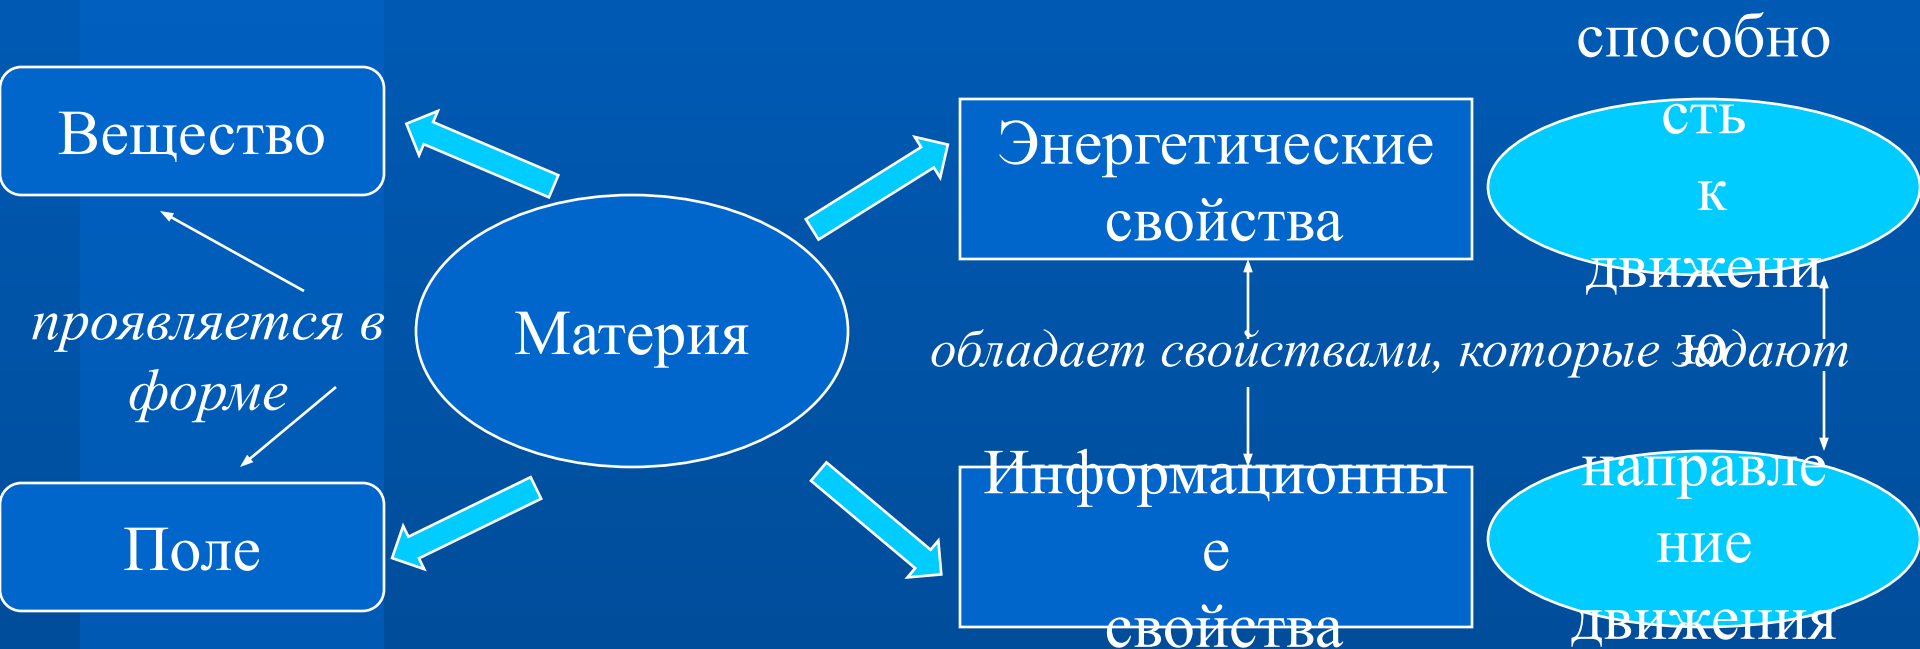 Вещество
проявляется в
форме
Поле
Материя
Энергетические
свойства
способно
сть
к
движени
ю
обладает свойствами, которые задают
Информационны
е
свойства
направле
ние
движения